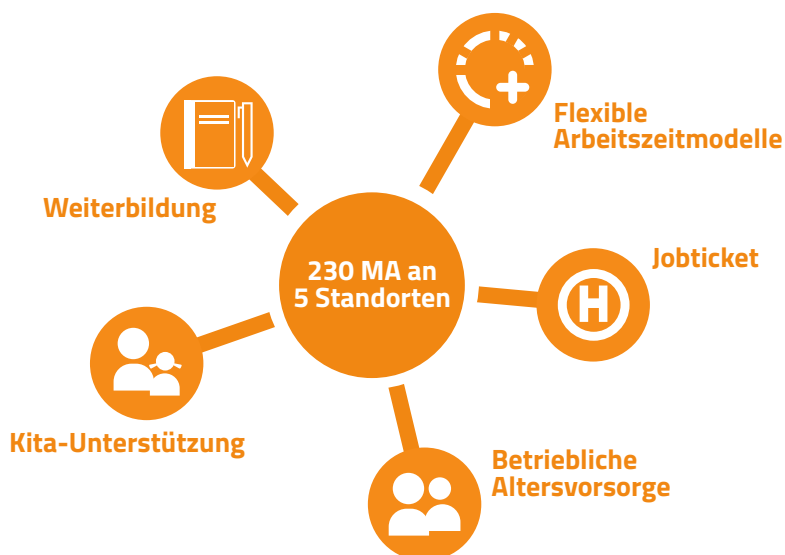 Flexible
Arbeitszeitmodelle
Weiterbildung
230 MA an
5 Standorten
Jobticket
H
Kita-Unterstützung
Betriebliche
Altersvorsorge